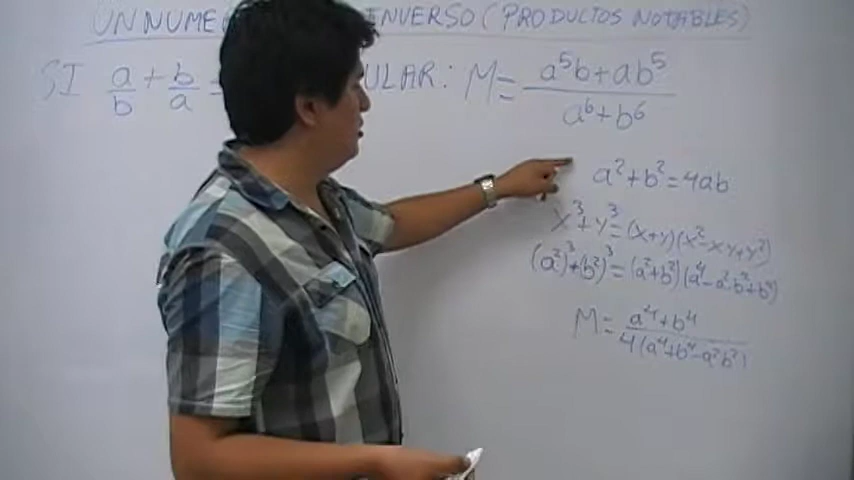 UN NUME INVERSO (PRODUCTOS NOTABLES)
SI a/b + b/a = ULAR: M = (a⁵b+ab⁵)/(a⁶+b⁶)
a²+b²=4ab
x³+y³=(x+y)(x²-xy+y²)
(a²)³+(b²)³=(a²+b²)(a⁴-a²b²+b⁴)
M = (a⁴+b⁴)/(4(a⁴+b⁴-a²b²))